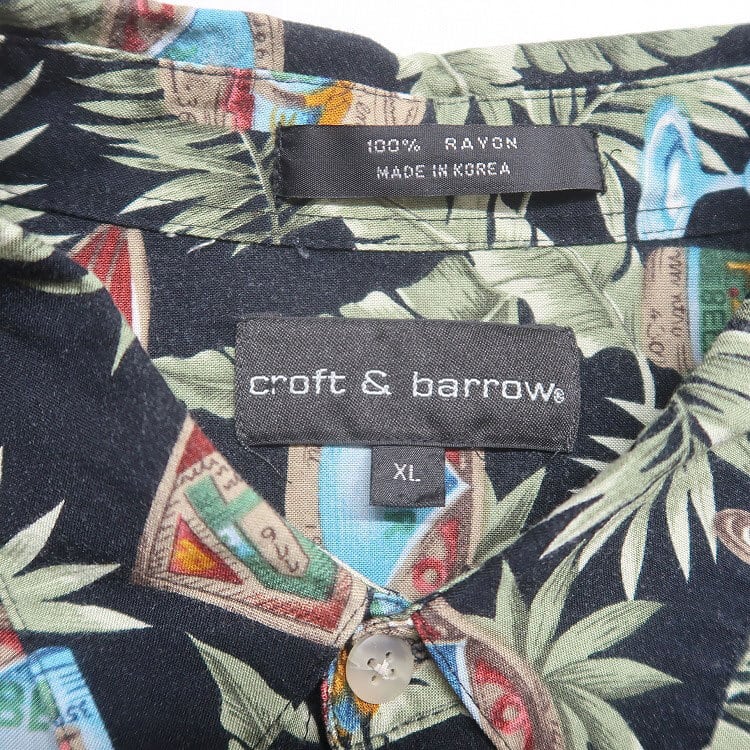 100% RAYON
MADE IN KOREA
croft & barrow®
XL